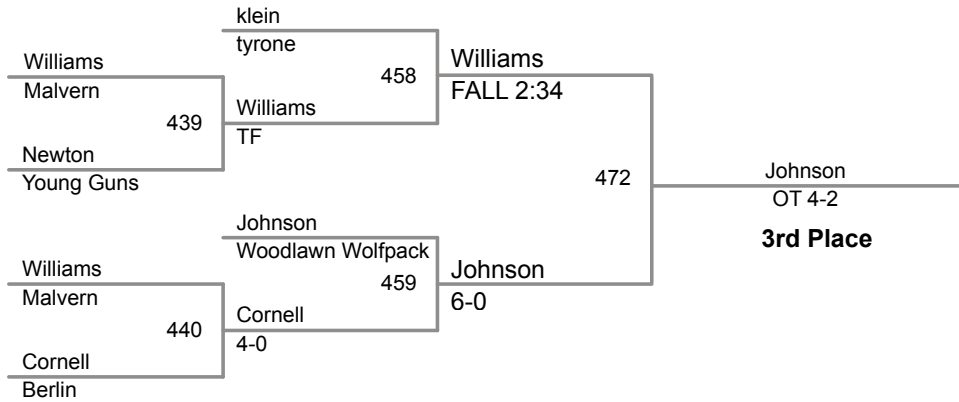 klein
tyrone
Williams
Malvern
458
Williams
FALL 2:34
439
Williams
TF
Newton
Young Guns
472
Johnson
OT 4-2
3rd Place
Johnson
Woodlawn Wolfpack
Williams
Malvern
459
Johnson
6-0
440
Cornell
4-0
Cornell
Berlin